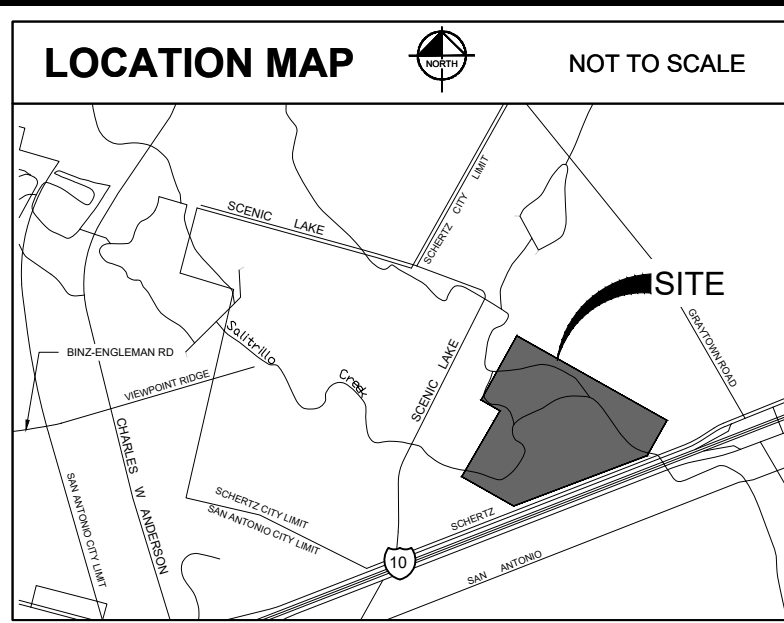 LOCATION MAP
NORTH
NOT TO SCALE
SCENIC LAKE
SCHERTZ CITY LIMIT
SITE
GRAYTOWN ROAD
Salitrillo
Creek
BINZ-ENGLEMAN RD
VIEWPOINT RIDGE
SCENIC LAKE
CHARLES W ANDERSON
SAN ANTONIO CITY LIMIT
SCHERTZ CITY LIMIT
SAN ANTONIO CITY LIMIT
SCHERTZ
10
SAN ANTONIO